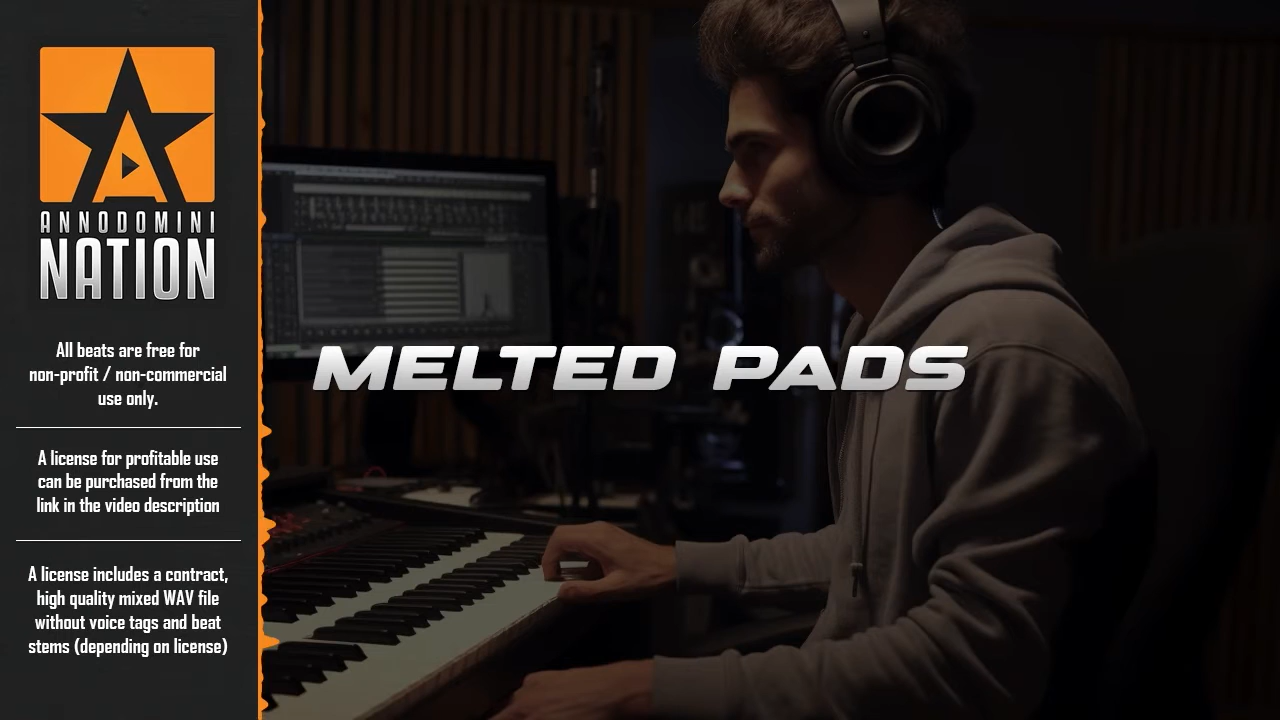 ANNODOMINI
NATION
All beats are free for
non-profit / non-commercial
use only.
A license for profitable use
can be purchased from the
link in the video description
A license includes a contract,
high quality mixed WAV file
without voice tags and beat
stems (depending on license)
MELTED PADS